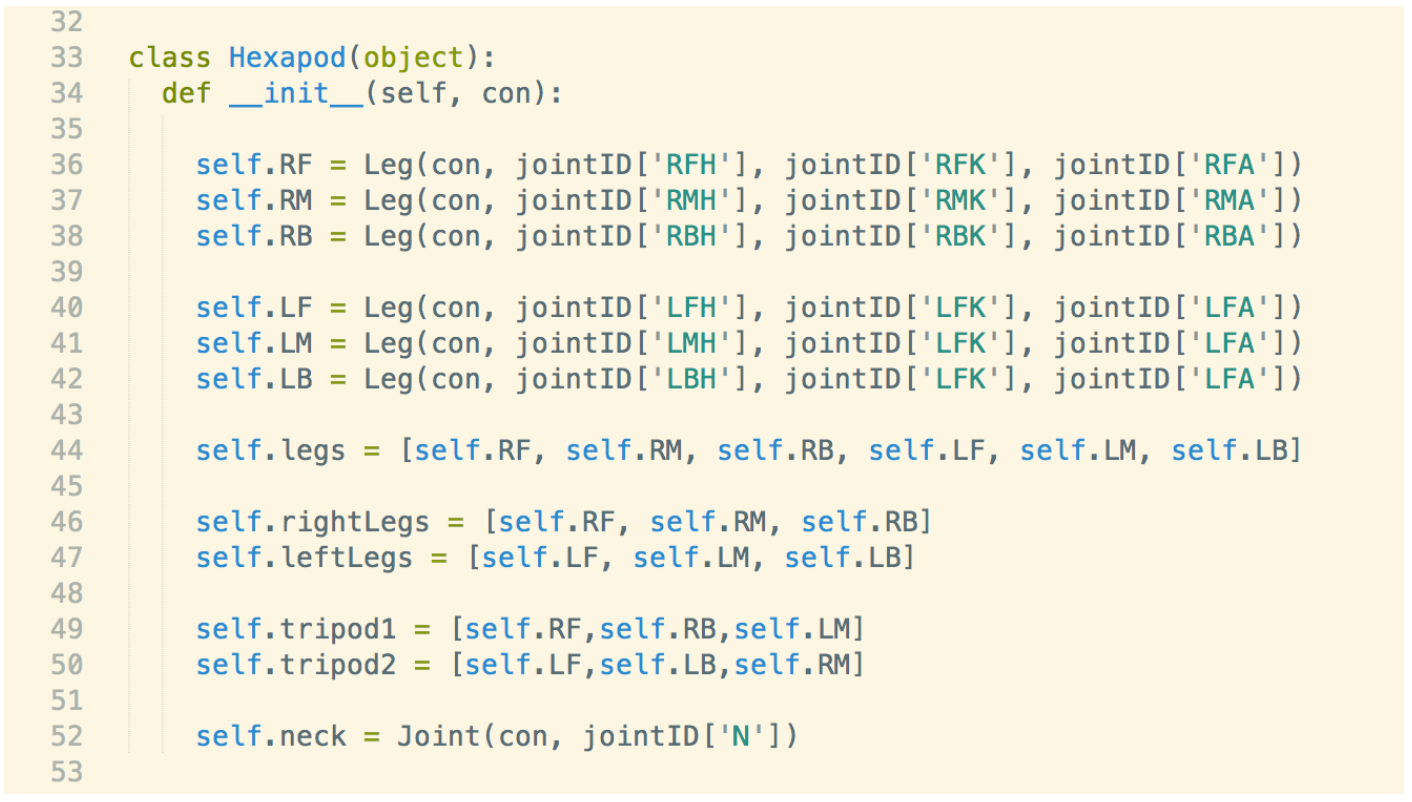 32
33 class Hexapod(object):
34 def __init__(self, con):
35
36 self.RF = Leg(con, jointID['RFH'], jointID['RFK'], jointID['RFA'])
37 self.RM = Leg(con, jointID['RMH'], jointID['RMK'], jointID['RMA'])
38 self.RB = Leg(con, jointID['RBH'], jointID['RBK'], jointID['RBA'])
39
40 self.LF = Leg(con, jointID['LFH'], jointID['LFK'], jointID['LFA'])
41 self.LM = Leg(con, jointID['LMH'], jointID['LFK'], jointID['LFA'])
42 self.LB = Leg(con, jointID['LBH'], jointID['LFK'], jointID['LFA'])
43
44 self.legs = [self.RF, self.RM, self.RB, self.LF, self.LM, self.LB]
45
46 self.rightLegs = [self.RF, self.RM, self.RB]
47 self.leftLegs = [self.LF, self.LM, self.LB]
48
49 self.tripod1 = [self.RF,self.RB,self.LM]
50 self.tripod2 = [self.LF,self.LB,self.RM]
51
52 self.neck = Joint(con, jointID['N'])
53